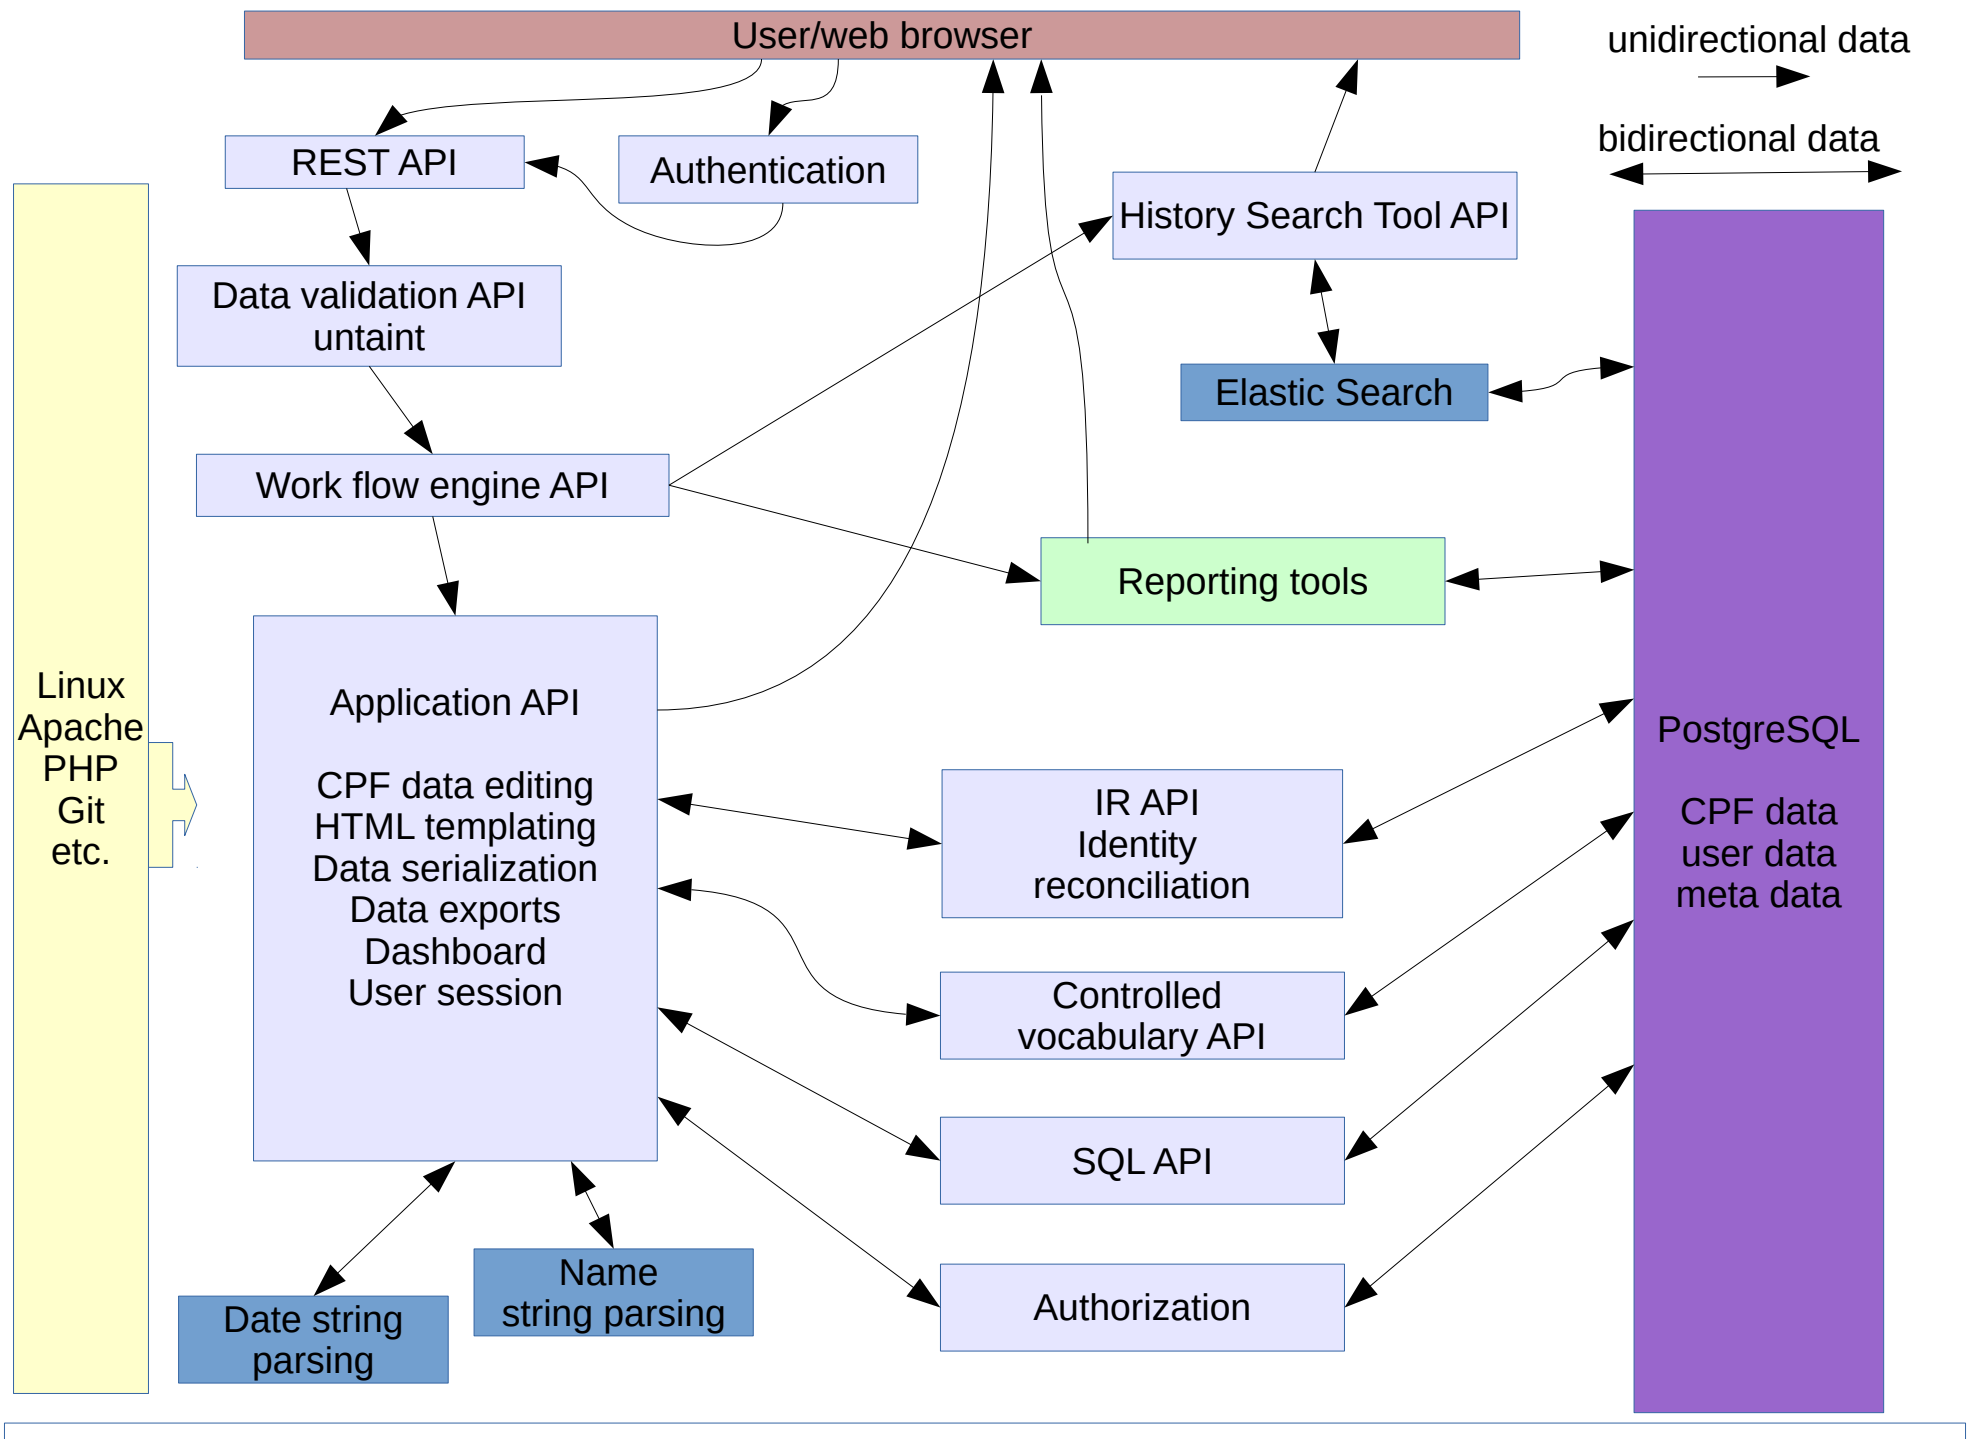 User/web browser
unidirectional data
bidirectional data
REST API
Authentication
History Search Tool API
Data validation API
untaint
Elastic Search
Work flow engine API
Reporting tools
Linux
Apache
PHP
Git
etc.
Application API
CPF data editing
HTML templating
Data serialization
Data exports
Dashboard
User session
IR API
Identity
reconciliation
PostgreSQL
CPF data
user data
meta data
Controlled
vocabulary API
SQL API
Authorization
Name
string parsing
Date string
parsing